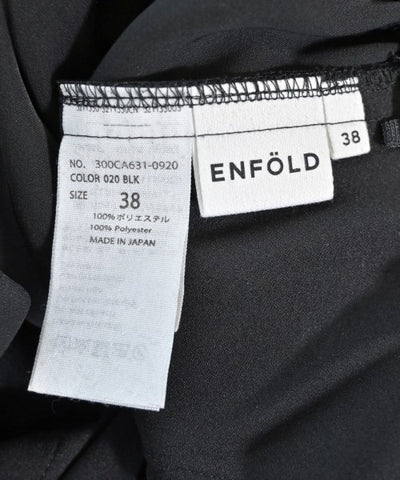 NO. 300CA631-0920
COLOR 020 BLK
SIZE 38
100%ポリエステル
100% Polyester
MADE IN JAPAN
ENFÖLD
38